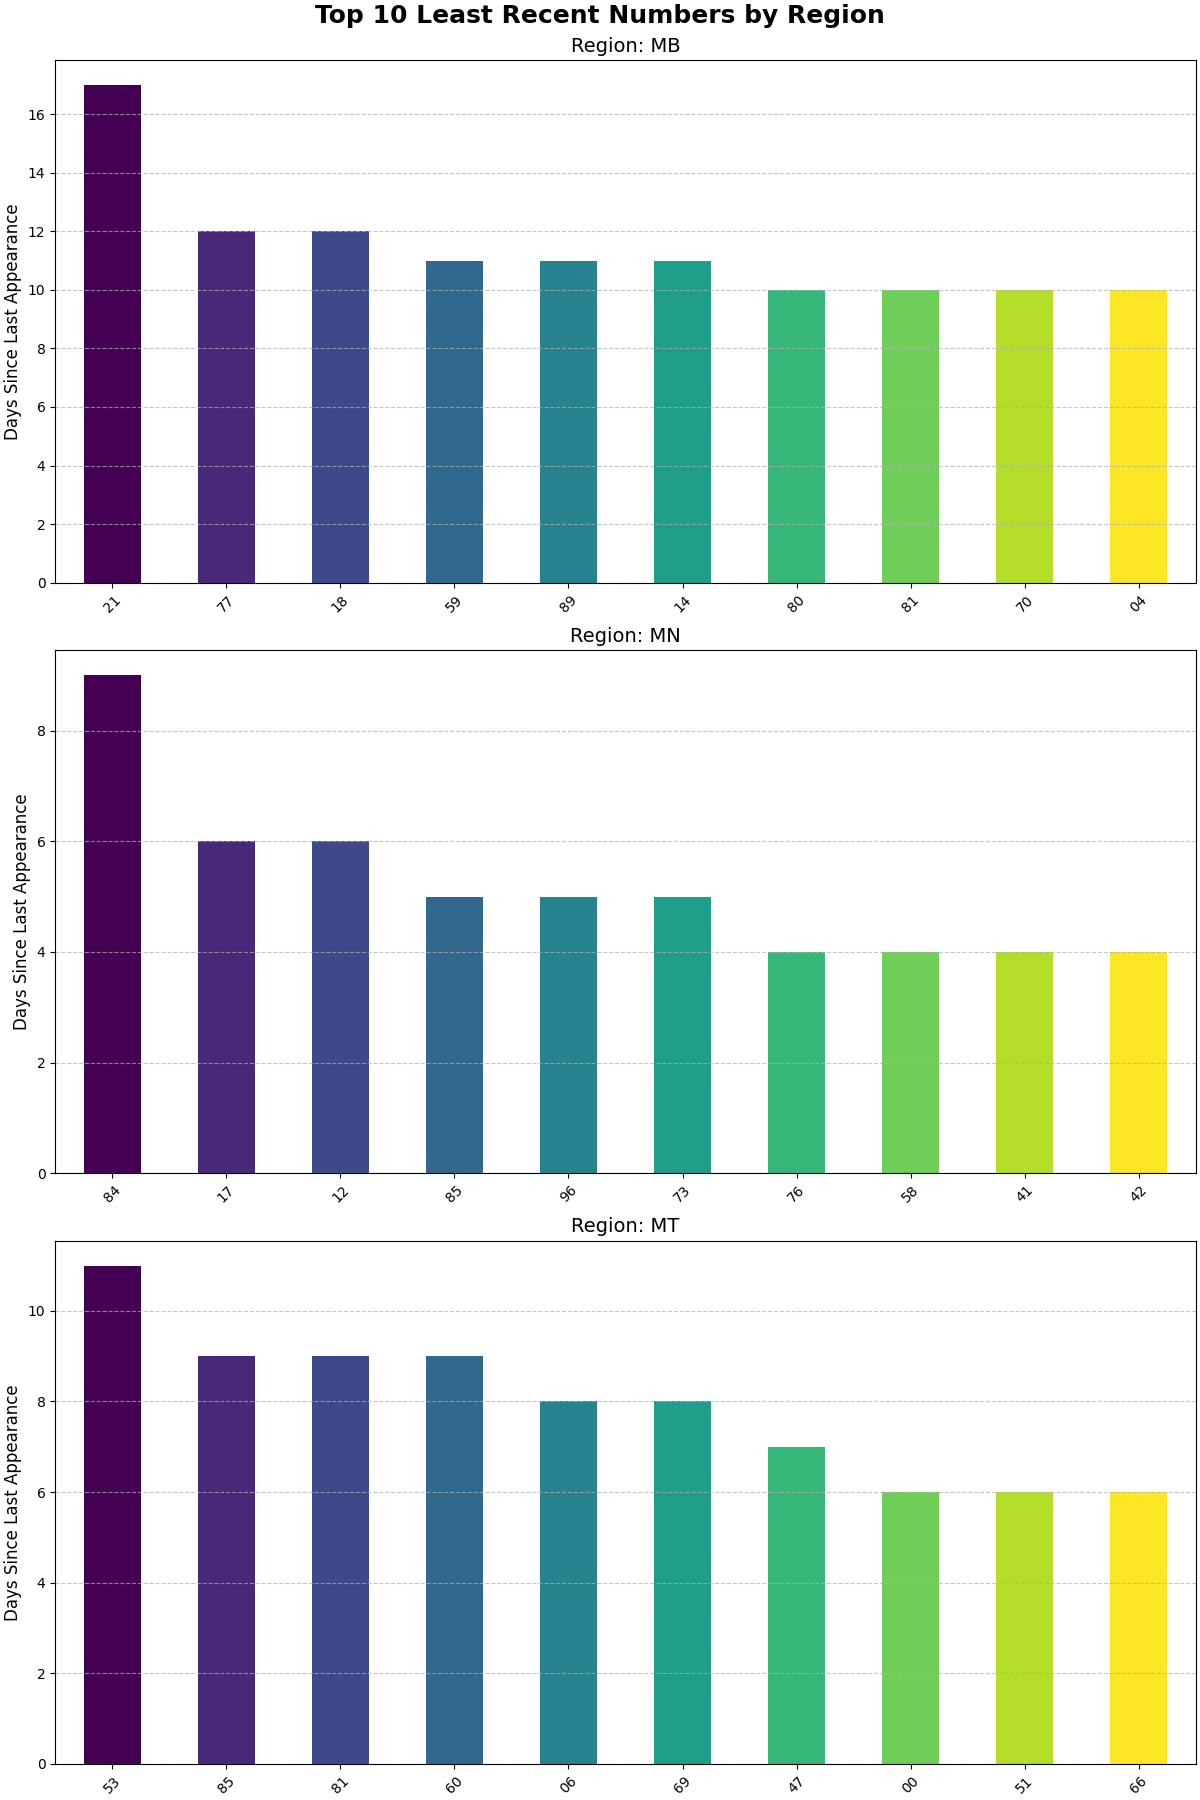 Top 10 Least Recent Numbers by Region
Region: MB
Days Since Last Appearance
16
14
12
10
8
6
4
2
0
21 77 18 59 89 14 80 81 70 04
Region: MN
Days Since Last Appearance
8
6
4
2
0
84 17 12 85 96 73 76 58 41 42
Region: MT
Days Since Last Appearance
10
8
6
4
2
0
53 85 81 60 06 69 47 00 51 66